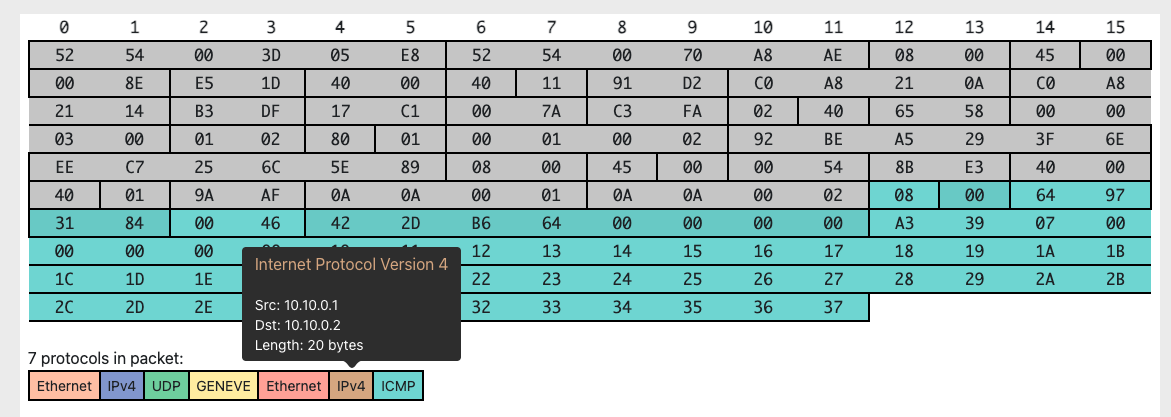 0 1 2 3 4 5 6 7 8 9 10 11 12 13 14 15
52 54 00 3D 05 E8 52 54 00 70 A8 AE 08 00 45 00
00 8E E5 1D 40 00 40 11 91 D2 C0 A8 21 0A C0 A8
21 14 B3 DF 17 C1 00 7A C3 FA 02 40 65 58 00 00
03 00 01 02 80 01 00 01 00 02 92 BE A5 29 3F 6E
EE C7 25 6C 5E 89 08 00 45 00 00 54 8B E3 40 00
40 01 9A AF 0A 0A 00 01 0A 0A 00 02 08 00 64 97
31 84 00 46 42 2D B6 64 00 00 00 00 A3 39 07 00
00 00 00 12 13 14 15 16 17 18 19 1A 1B
1C 1D 1E 22 23 24 25 26 27 28 29 2A 2B
2C 2D 2E 32 33 34 35 36 37
Internet Protocol Version 4
Src: 10.10.0.1
Dst: 10.10.0.2
Length: 20 bytes
7 protocols in packet:
Ethernet IPv4 UDP GENEVE Ethernet IPv4 ICMP